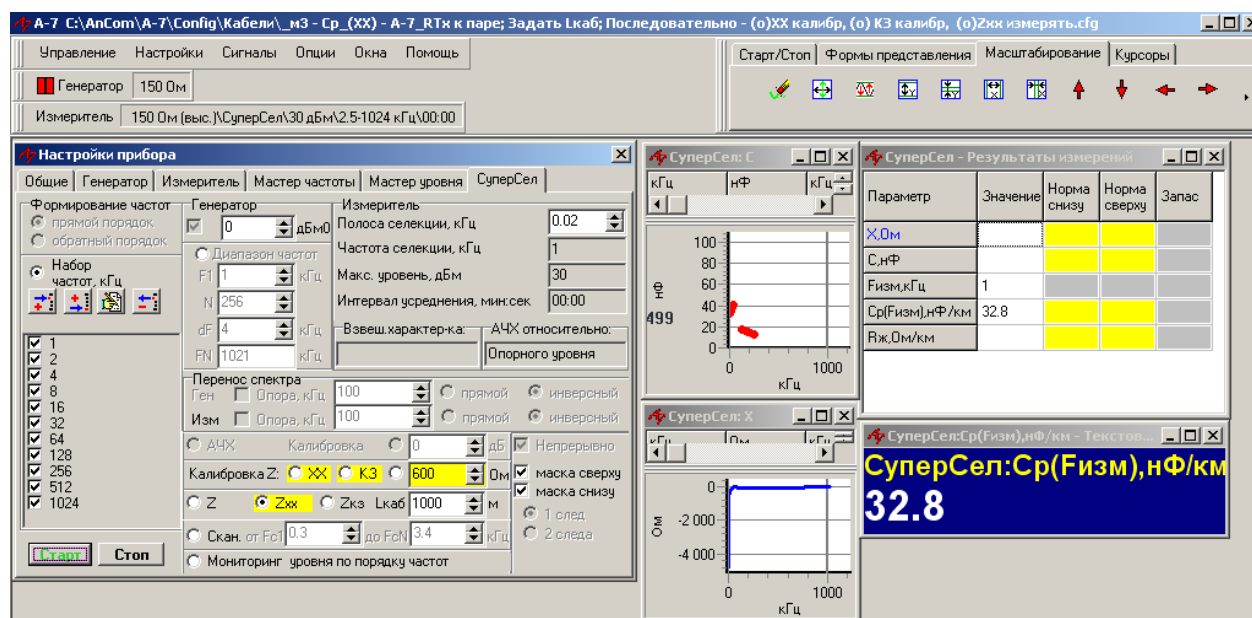 А-7 C:\AnCom\A-7\Config\Кабели\_м3 - Ср_(ХХ) - А-7_RTx к паре; Задать Lкаб; Последовательно - (о)ХХ калибр, (о) КЗ калибр, (о)Zхх измерять.cfg
Управление Настройки Сигналы Опции Окна Помощь
Генератор 150 Ом
Измеритель 150 Ом (выс.)\СуперСел\30 дБм\2.5-1024 кГц\00:00
Старт/Стоп Формы представления Масштабирование Курсоры
Настройки прибора
Общие Генератор Измеритель Мастер частоты Мастер уровня СуперСел
Формирование частот
прямой порядок
обратный порядок
Набор
частот, кГц
1
2
4
8
16
32
64
128
256
512
1024
Старт Стоп
Генератор
0 дБм0
Диапазон частот
F1 1 кГц
N 256
dF 4 кГц
FN 1021 кГц
Измеритель
Полоса селекции, кГц 0.02
Частота селекции, кГц 1
Макс. уровень, дБм 30
Интервал усреднения, мин:сек 00:00
Взвеш.характер-ка: АЧХ относительно:
Опорного уровня
Перенос спектра
Ген Опора, кГц 100 прямой инверсный
Изм Опора, кГц 100 прямой инверсный
АЧХ Калибровка 0 дБ Непрерывно
Калибровка Z: ХХ КЗ 600 Ом маска сверху
маска снизу
Z Zхх Zкз Lкаб 1000 м
1 след
2 следа
Скан. от Fc1 0.3 до FcN 3.4 кГц
Мониторинг уровня по порядку частот
СуперСел: С
кГц нФ кГц
100
80
60
40
20
0
нФ
499
0 1000
кГц
СуперСел: X
кГц Ом кГц
0
-2 000
-4 000
Ом
0 1000
кГц
СуперСел - Результаты измерений
Параметр Значение Норма снизу Норма сверху Запас
X,Ом
С,нФ
Fизм,кГц 1
Ср(Fизм),нФ/км 32.8
Rж,Ом/км
СуперСел:Ср(Fизм),нФ/км - Текстов...
СуперСел:Ср(Fизм),нФ/км
32.8